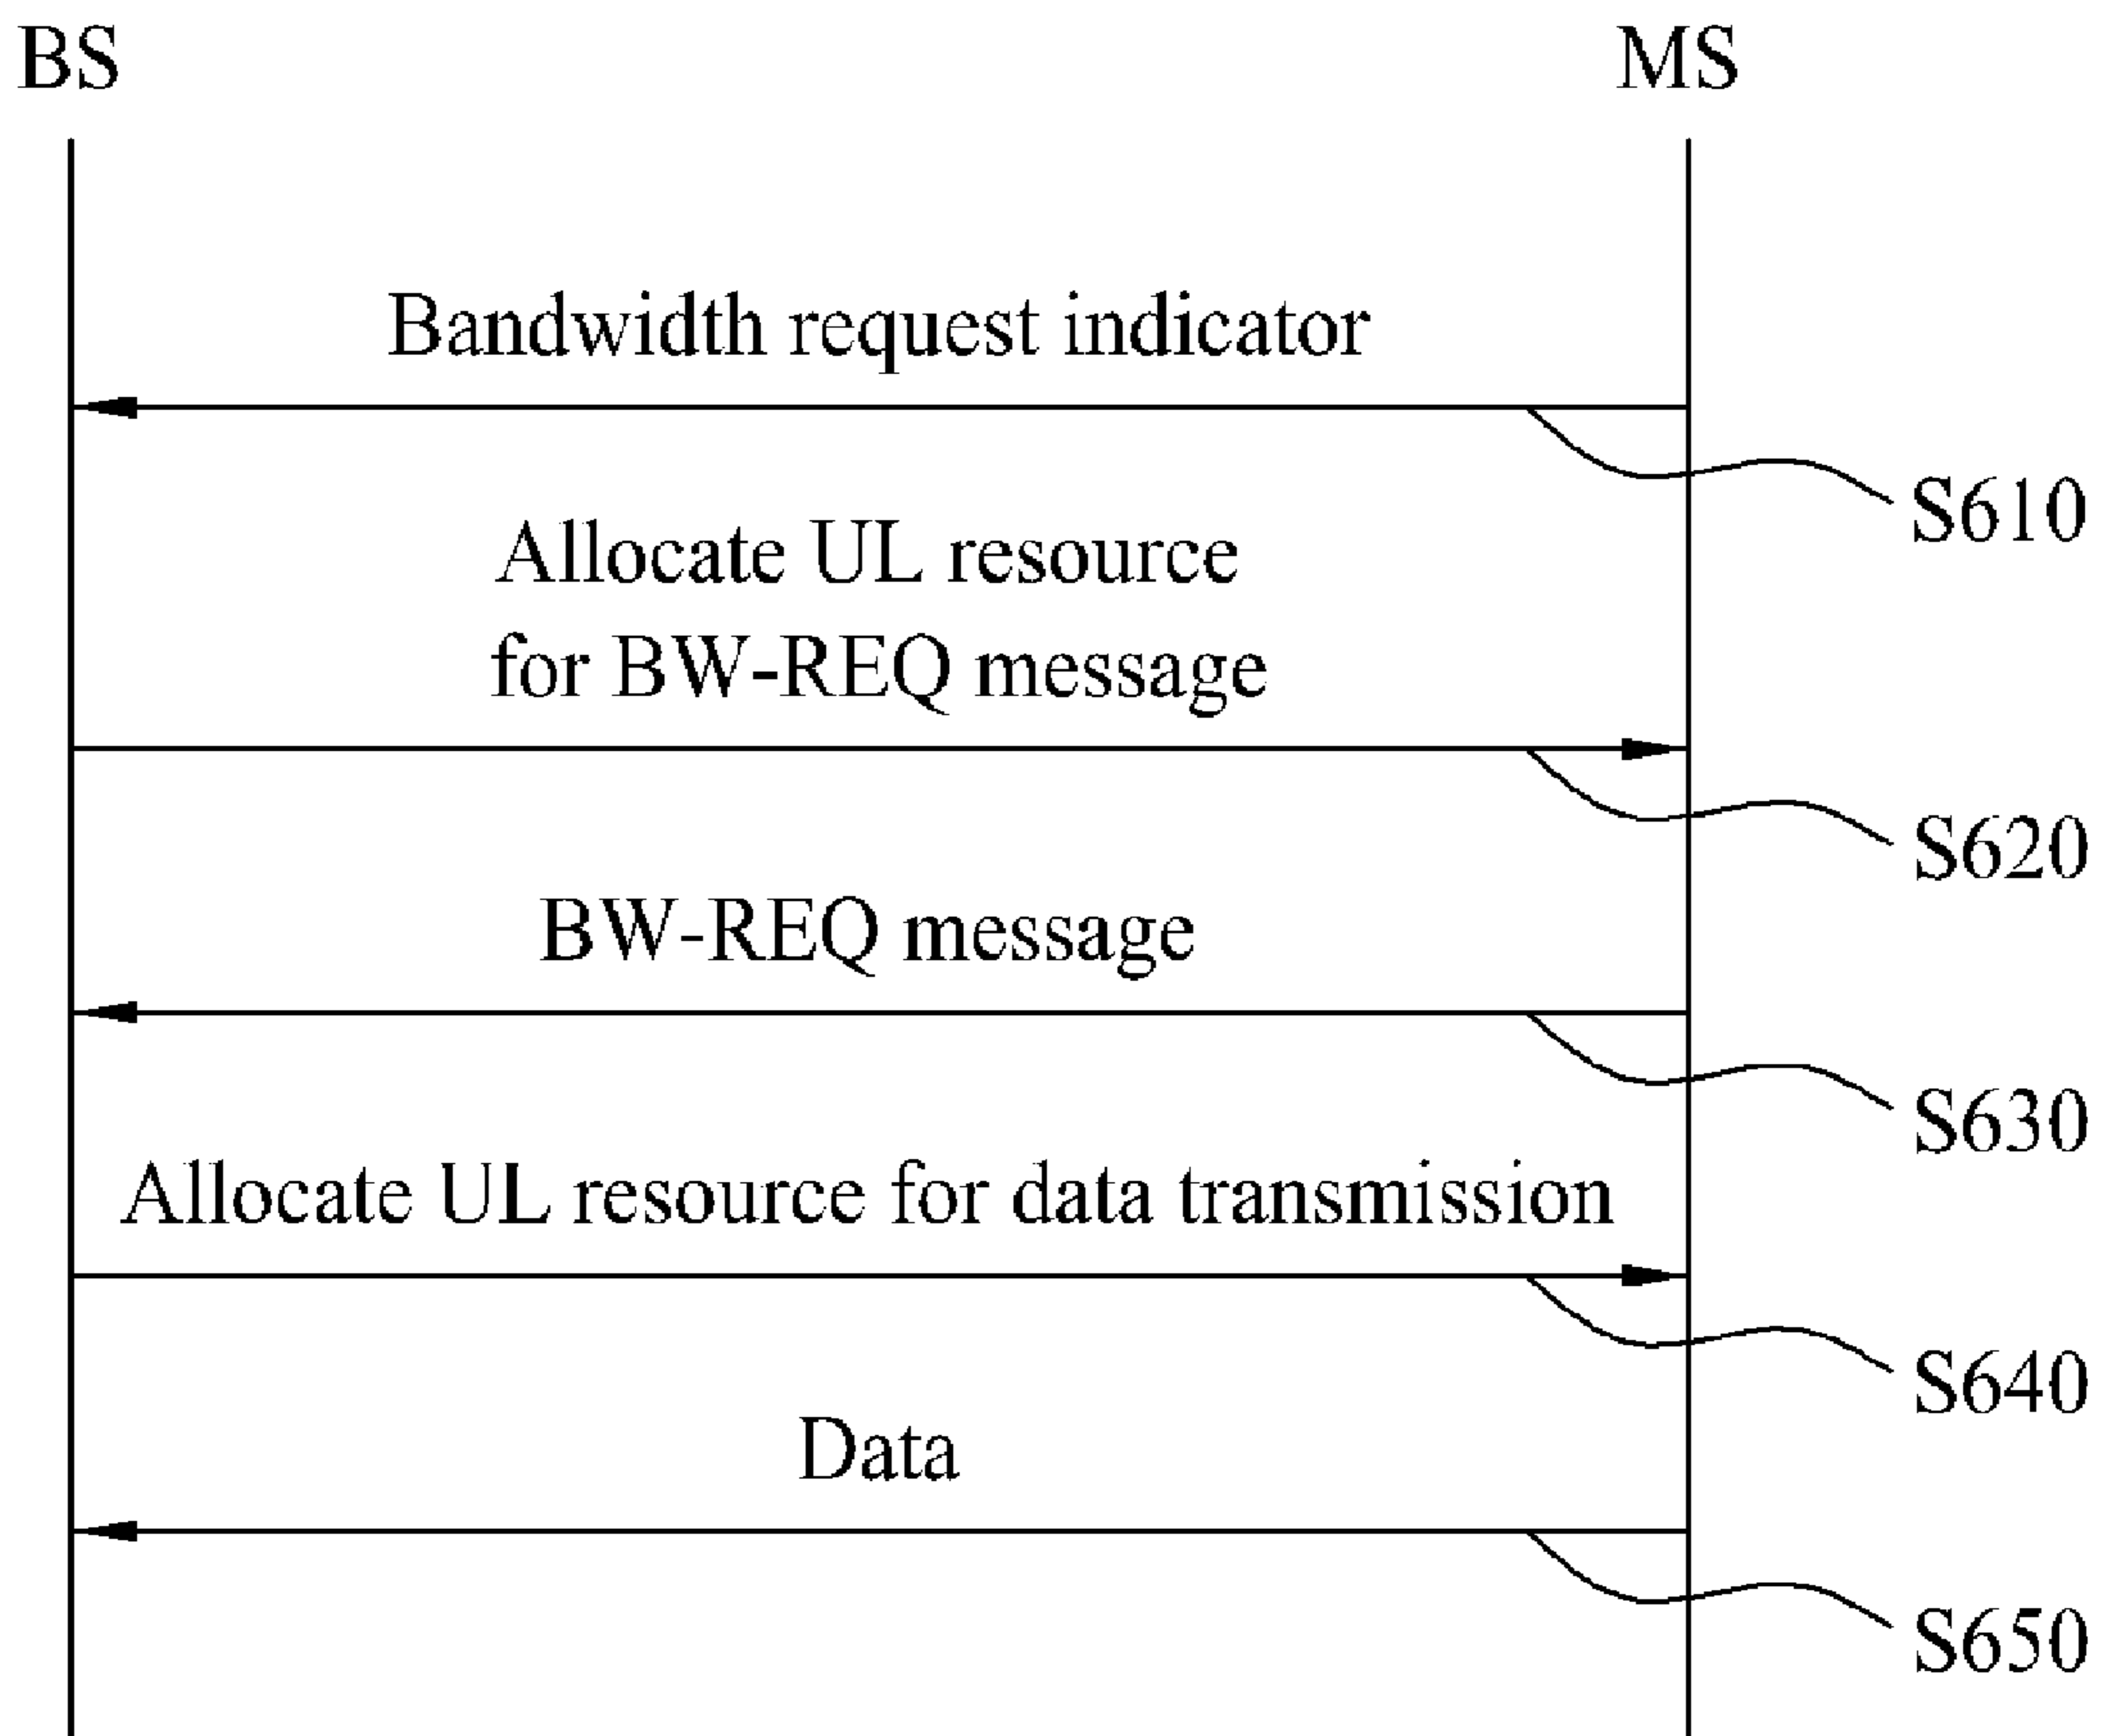 BS
MS
Bandwidth request indicator
S610
Allocate UL resource
for BW-REQ message
S620
BW-REQ message
S630
Allocate UL resource for data transmission
S640
Data
S650